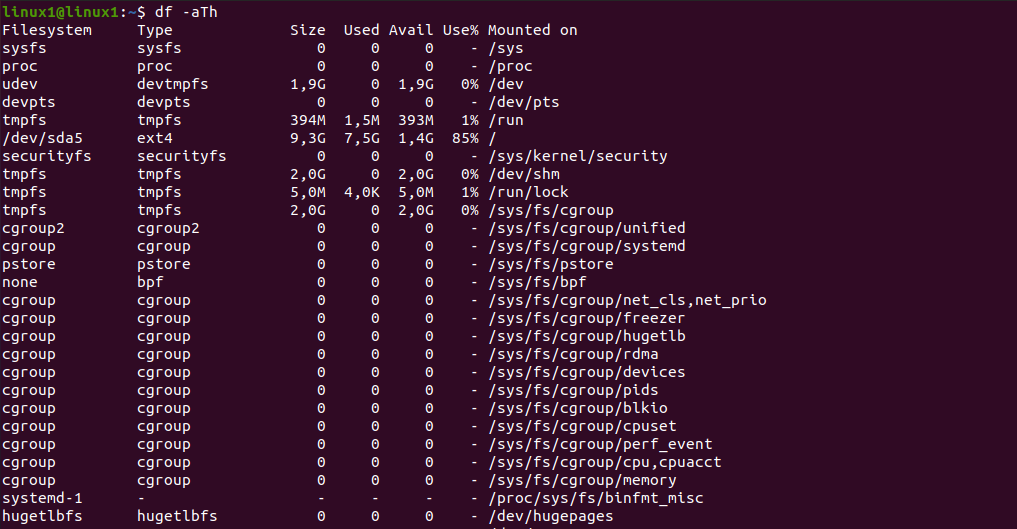 linux1@linux1:~$ df -aTh
Filesystem     Type            Size  Used Avail Use% Mounted on
sysfs          sysfs              0     0     0    - /sys
proc           proc               0     0     0    - /proc
udev           devtmpfs        1,9G     0  1,9G   0% /dev
devpts         devpts             0     0     0    - /dev/pts
tmpfs          tmpfs           394M  1,5M  393M   1% /run
/dev/sda5      ext4            9,3G  7,5G  1,4G  85% /
securityfs     securityfs         0     0     0    - /sys/kernel/security
tmpfs          tmpfs           2,0G     0  2,0G   0% /dev/shm
tmpfs          tmpfs           5,0M  4,0K  5,0M   1% /run/lock
tmpfs          tmpfs           2,0G     0  2,0G   0% /sys/fs/cgroup
cgroup2        cgroup2            0     0     0    - /sys/fs/cgroup/unified
cgroup         cgroup             0     0     0    - /sys/fs/cgroup/systemd
pstore         pstore             0     0     0    - /sys/fs/pstore
none           bpf                0     0     0    - /sys/fs/bpf
cgroup         cgroup             0     0     0    - /sys/fs/cgroup/net_cls,net_prio
cgroup         cgroup             0     0     0    - /sys/fs/cgroup/freezer
cgroup         cgroup             0     0     0    - /sys/fs/cgroup/hugetlb
cgroup         cgroup             0     0     0    - /sys/fs/cgroup/rdma
cgroup         cgroup             0     0     0    - /sys/fs/cgroup/devices
cgroup         cgroup             0     0     0    - /sys/fs/cgroup/pids
cgroup         cgroup             0     0     0    - /sys/fs/cgroup/blkio
cgroup         cgroup             0     0     0    - /sys/fs/cgroup/cpuset
cgroup         cgroup             0     0     0    - /sys/fs/cgroup/perf_event
cgroup         cgroup             0     0     0    - /sys/fs/cgroup/cpu,cpuacct
cgroup         cgroup             0     0     0    - /sys/fs/cgroup/memory
systemd-1      -                  -     -     -    - /proc/sys/fs/binfmt_misc
hugetlbfs      hugetlbfs          0     0     0    - /dev/hugepages